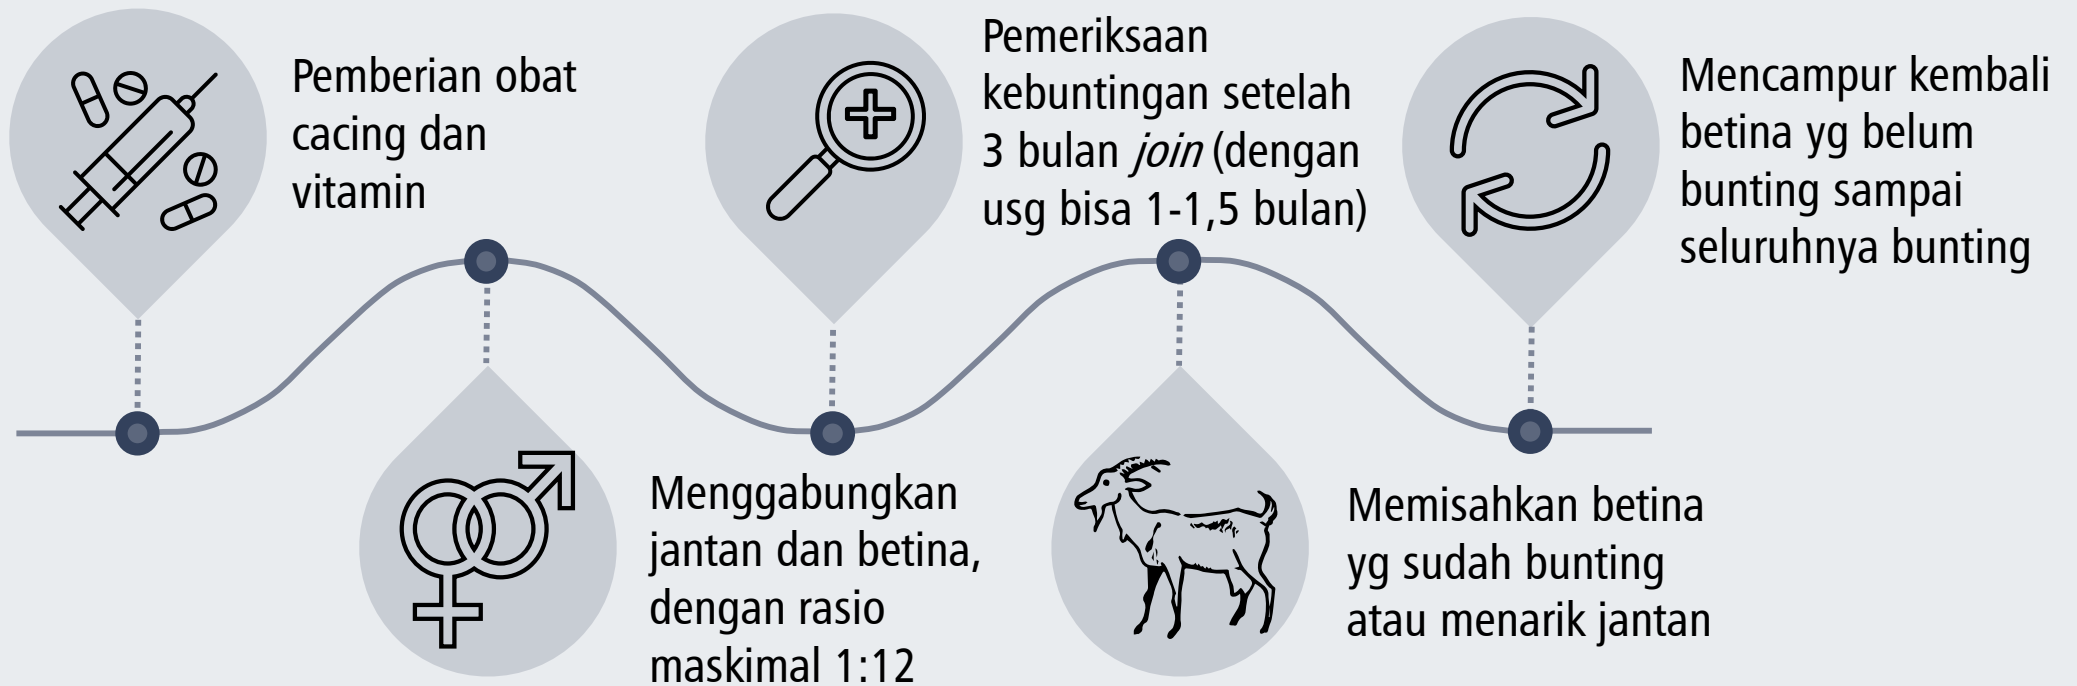 Pemberian obat
cacing dan
vitamin
Menggabungkan
jantan dan betina,
dengan rasio
maskimal 1:12
Pemeriksaan
kebuntingan setelah
3 bulan join (dengan
usg bisa 1-1,5 bulan)
Memisahkan betina
yg sudah bunting
atau menarik jantan
Mencampur kembali
betina yg belum
bunting sampai
seluruhnya bunting